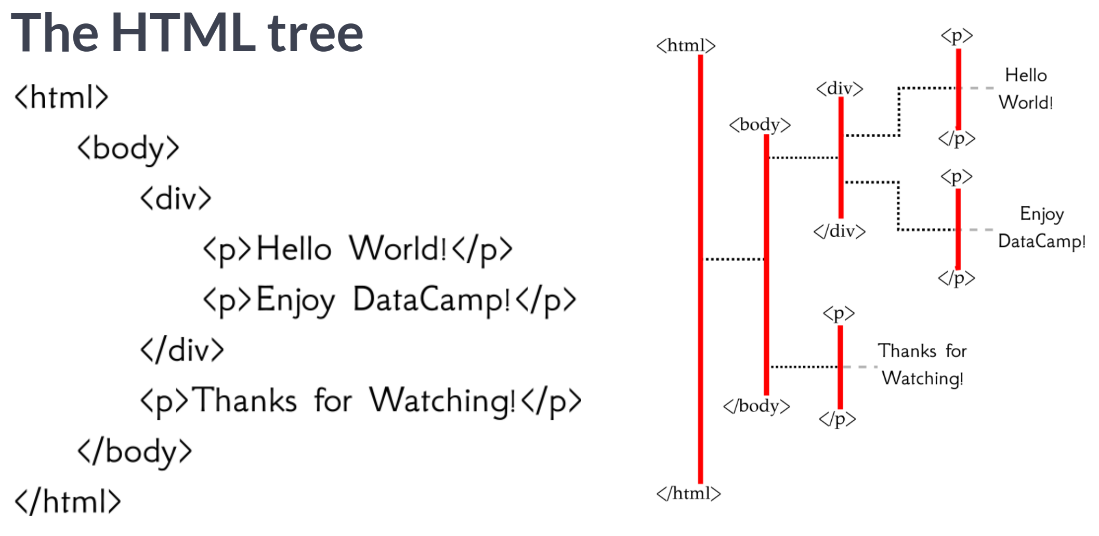 The HTML tree
<html>
<body>
<div>
<p>Hello World!</p>
<p>Enjoy DataCamp!</p>
</div>
<p>Thanks for Watching!</p>
</body>
</html>
<html>
<body>
<div>
<p>
Hello
World!
</p>
<p>
Enjoy
DataCamp!
</p>
</div>
<p>
Thanks for
Watching!
</p>
</body>
</html>